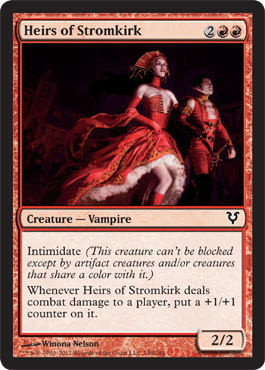 Heirs of Stromkirk 2
Creature — Vampire
Intimidate (This creature can't be blocked
except by artifact creatures and/or creatures
that share a color with it.)
Whenever Heirs of Stromkirk deals
combat damage to a player, put a +1/+1
counter on it.
2/2
Winona Nelson